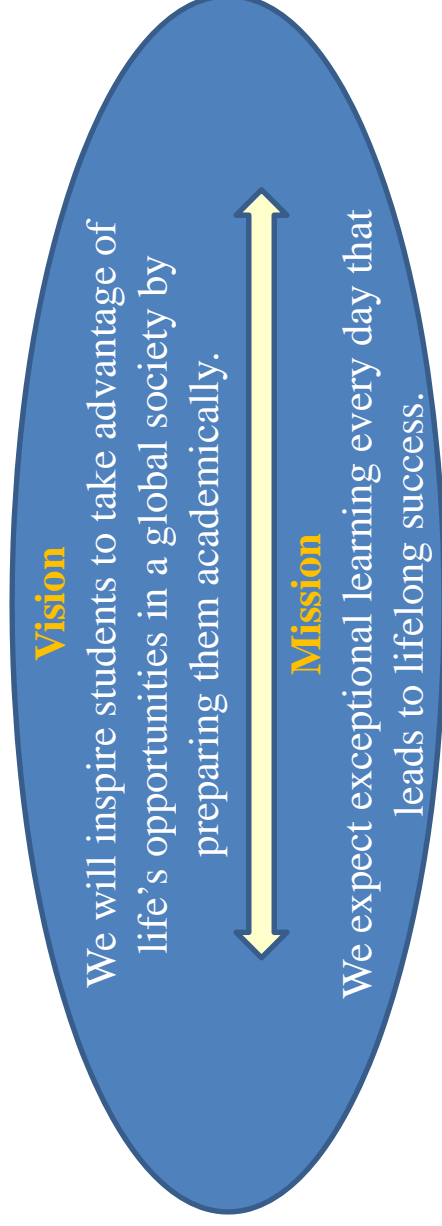 Vision
We will inspire students to take advantage of
life’s opportunities in a global society by
preparing them academically.
Mission
We expect exceptional learning every day that
leads to lifelong success.